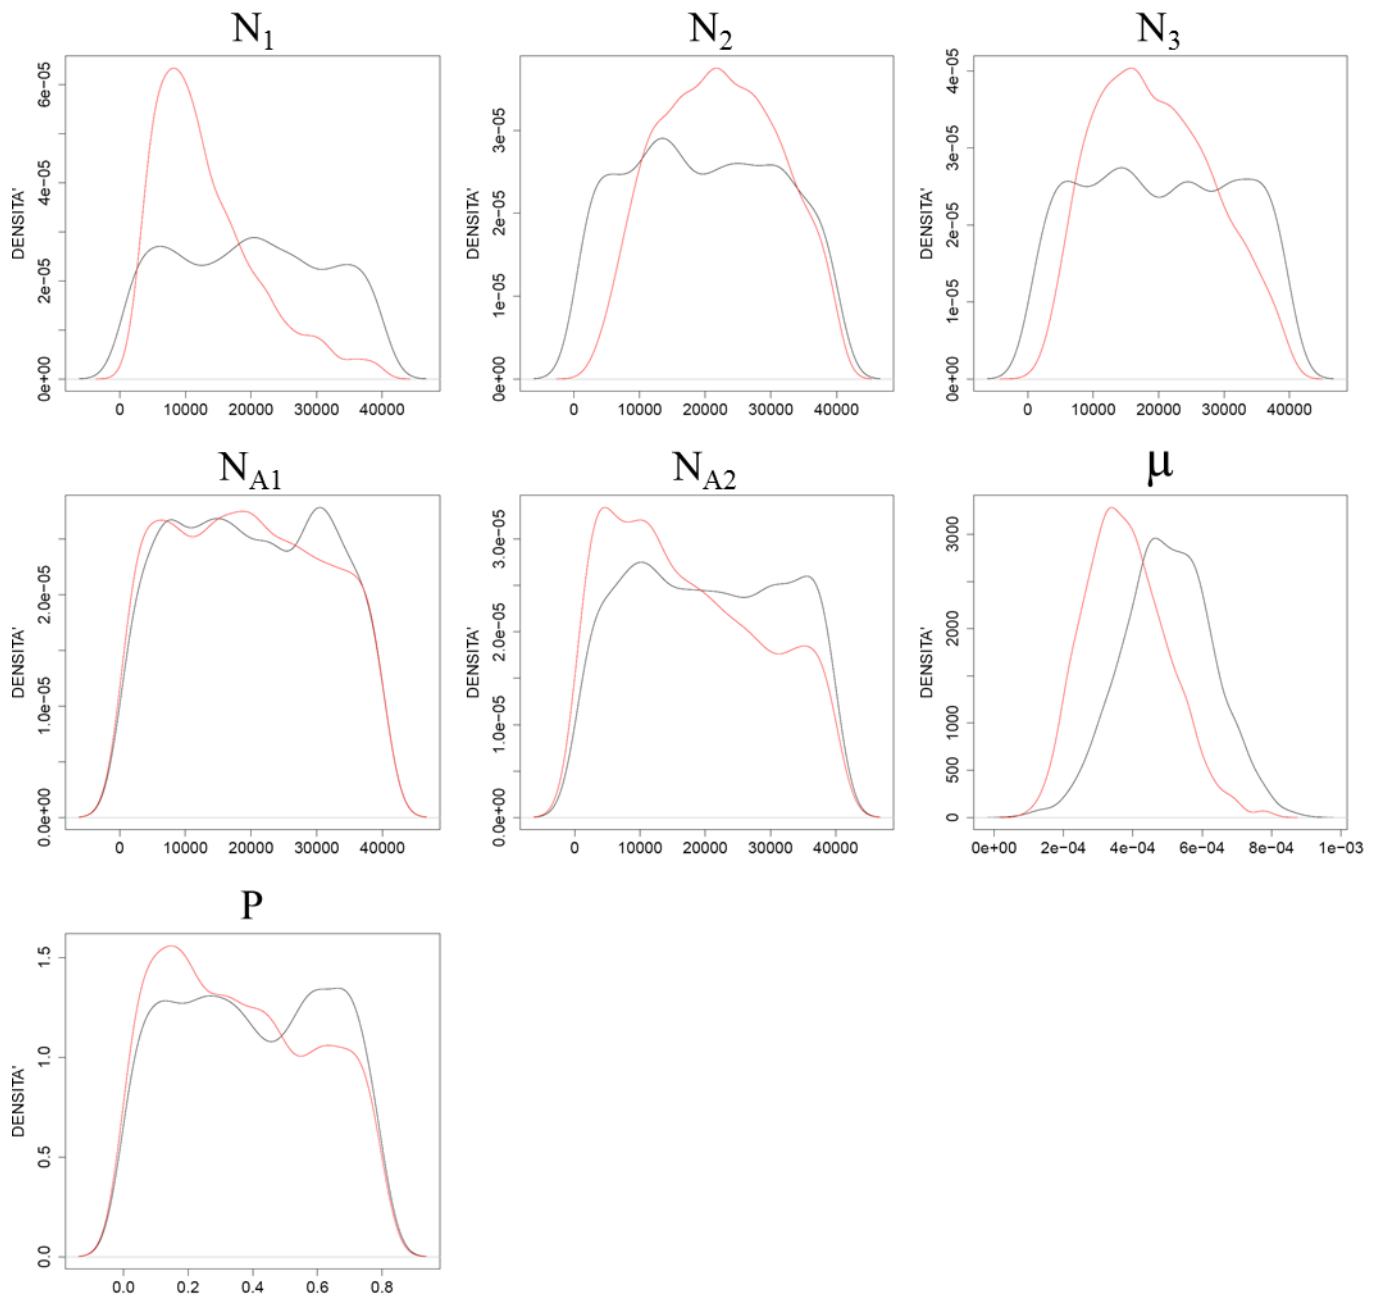 N1
N2
N3
DENSITA'
0e+00 2e-05 4e-05 6e-05
0 10000 20000 30000 40000
DENSITA'
0e+00 1e-05 2e-05 3e-05
0 10000 20000 30000 40000
DENSITA'
0e+00 1e-05 2e-05 3e-05 4e-05
0 10000 20000 30000 40000
NA1
NA2
μ
DENSITA'
0.0e+00 1.0e-05 2.0e-05
0 10000 20000 30000 40000
DENSITA'
0.0e+00 1.0e-05 2.0e-05 3.0e-05
0 10000 20000 30000 40000
DENSITA'
0 500 1000 2000 3000
0e+00 2e-04 4e-04 6e-04 8e-04 1e-03
P
DENSITA'
0.0 0.5 1.0 1.5
0.0 0.2 0.4 0.6 0.8